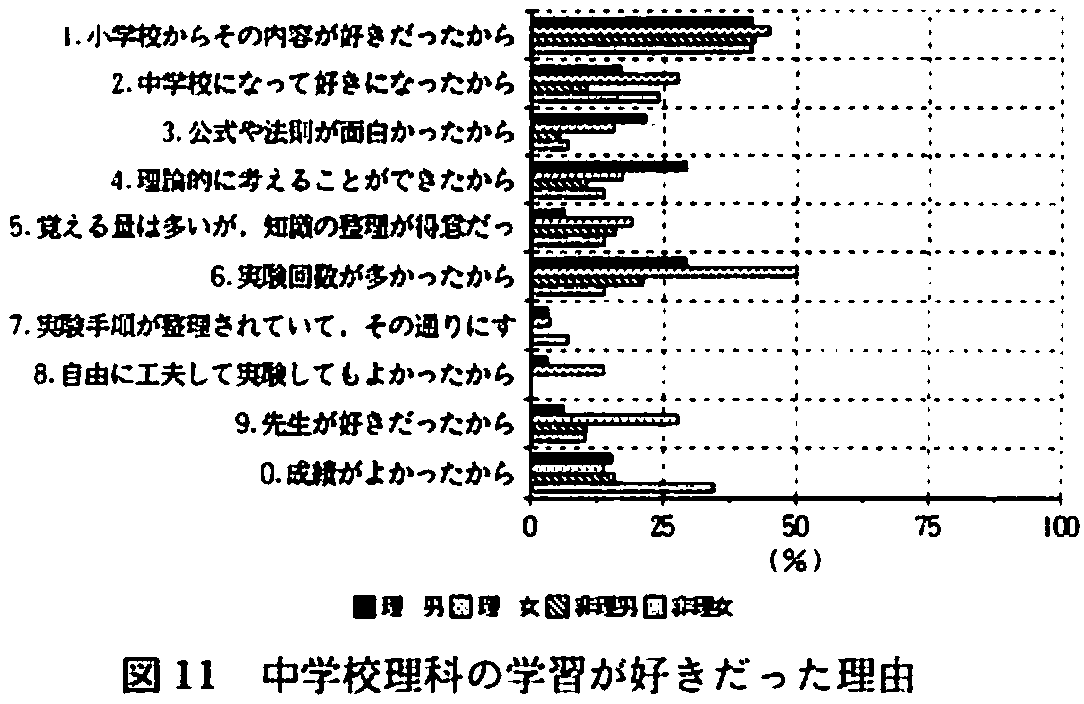 1.小学校からその内容が好きだったから
2.中学校になって好きになったから
3.公式や法則が面白かったから
4.理論的に考えることができたから
5.覚える量は多いが，知識の整理が得意だっ
6.実験回数が多かったから
7.実験手順が整理されていて，その通りにす
8.自由に工夫して実験してもよかったから
9.先生が好きだったから
0.成績がよかったから
0 25 50 75 100
(%)
理 男 理 女 非理男 非理女
図11 中学校理科の学習が好きだった理由